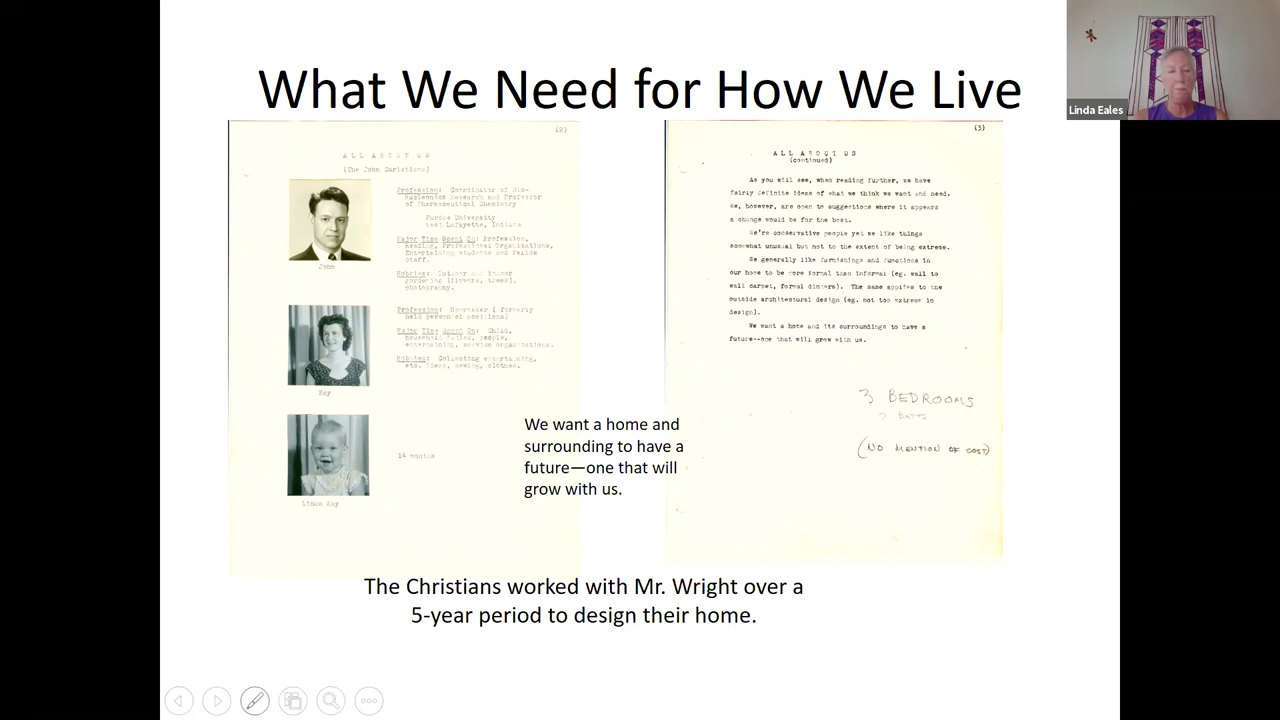 What We Need for How We Live
Linda Eales
(2)
ALL ABOUT US
(The John Christians)
John
Profession: Coordinator of Bio-
Nucleonics Research and Professor
of Pharmaceutical Chemistry
Purdue University
West Lafayette, Indiana
Major Time Spent On: Profession,
Reading, Professional Organizations,
Entertaining students and fellow
staff.
Hobbies: Outdoor and indoor
gardening (flowers, trees),
photography.
Kay
Profession: Homemaker ( formerly
held personnel positions)
Major Time Spent On: Child,
household duties, people,
entertaining, service organizations.
Hobbies: Collecting entertaining,
etc. ideas, sewing, clothes.
Linda Kay
14 months
(3)
ALL ABOUT US
(continued)
As you will see, when reading further, we have
fairly definite ideas of what we think we want and need.
We, however, are open to suggestions where it appears
a change would be for the best.
We're conservative people yet we like things
somewhat unusual but not to the extent of being extreme.
We generally like furnishings and functions in
our home to be more formal than informal (eg. wall to
wall carpet, formal dinners). The same applies to the
outside architectural design (eg. not too extreme in
design).
We want a home and its surroundings to have a
future--one that will grow with us.
3 BEDROOMS
(NO MENTION OF COST)
We want a home and
surrounding to have a
future—one that will
grow with us.
The Christians worked with Mr. Wright over a
5-year period to design their home.